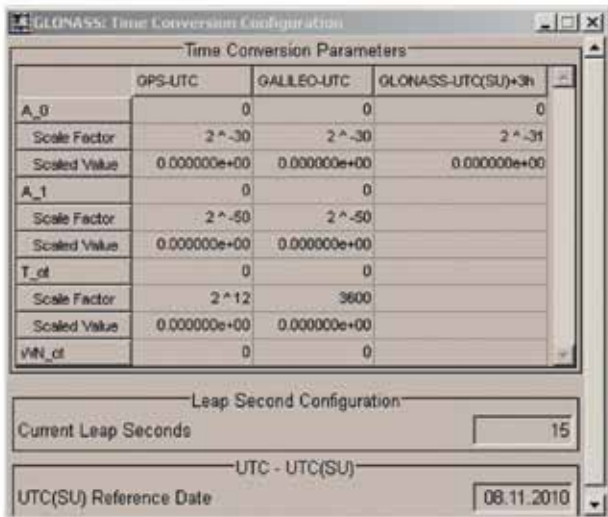 GLONASS: Time Conversion Configuration
Time Conversion Parameters
GPS-UTC GALILEO-UTC GLONASS-UTC(SU)+3h
A_0 0 0 0
Scale Factor 2^-30 2^-30 2^-31
Scaled Value 0.000000e+00 0.000000e+00 0.000000e+00
A_1 0 0
Scale Factor 2^-50 2^-50
Scaled Value 0.000000e+00 0.000000e+00
T_ot 0 0
Scale Factor 2^12 3600
Scaled Value 0.000000e+00 0.000000e+00
WN_ot 0 0
Leap Second Configuration
Current Leap Seconds 15
UTC - UTC(SU)
UTC(SU) Reference Date 08.11.2010